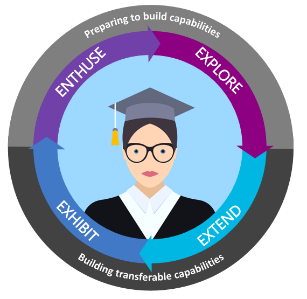 Preparing to build capabilities
ENTHUSE
EXPLORE
EXTEND
EXHIBIT
Building transferable capabilities